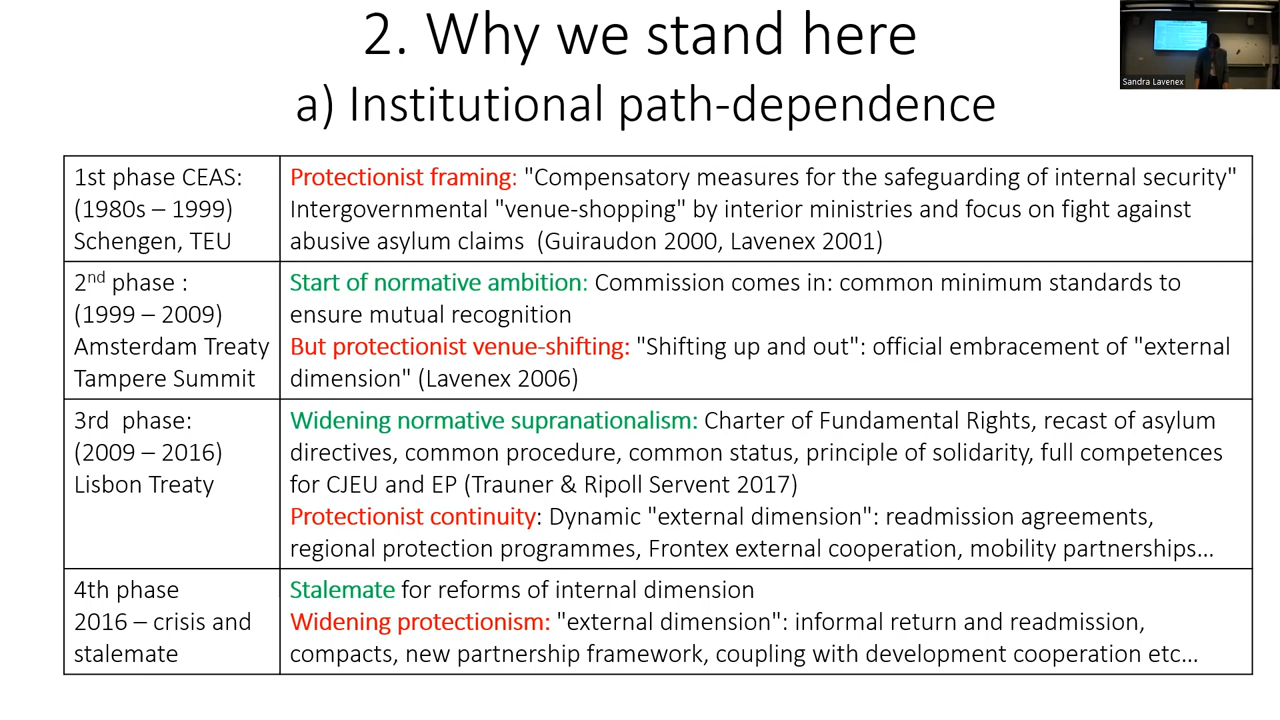 2. Why we stand here
a) Institutional path-dependence
Sandra Lavenex
1st phase CEAS:
(1980s – 1999)
Schengen, TEU
Protectionist framing: "Compensatory measures for the safeguarding of internal security"
Intergovernmental "venue-shopping" by interior ministries and focus on fight against
abusive asylum claims (Guiraudon 2000, Lavenex 2001)
2nd phase :
(1999 – 2009)
Amsterdam Treaty
Tampere Summit
Start of normative ambition: Commission comes in: common minimum standards to
ensure mutual recognition
But protectionist venue-shifting: "Shifting up and out": official embracement of "external
dimension" (Lavenex 2006)
3rd phase:
(2009 – 2016)
Lisbon Treaty
Widening normative supranationalism: Charter of Fundamental Rights, recast of asylum
directives, common procedure, common status, principle of solidarity, full competences
for CJEU and EP (Trauner & Ripoll Servent 2017)
Protectionist continuity: Dynamic "external dimension": readmission agreements,
regional protection programmes, Frontex external cooperation, mobility partnerships...
4th phase
2016 – crisis and
stalemate
Stalemate for reforms of internal dimension
Widening protectionism: "external dimension": informal return and readmission,
compacts, new partnership framework, coupling with development cooperation etc...